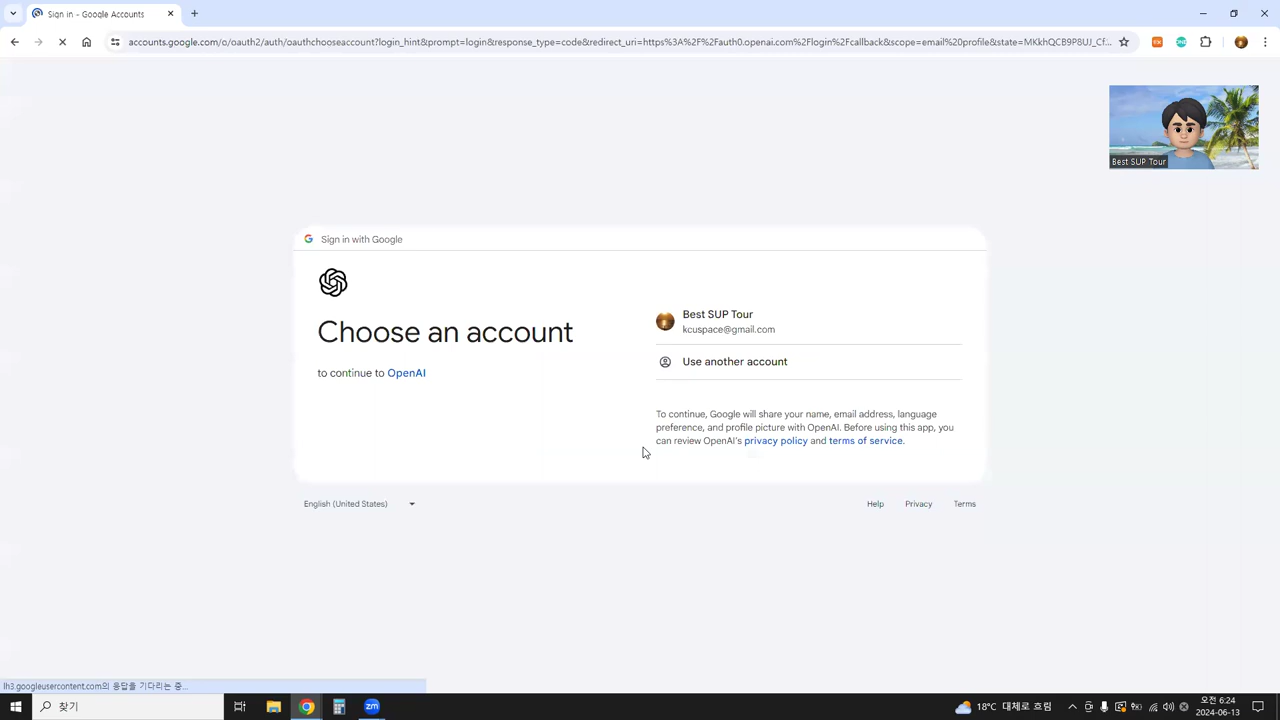 Sign in - Google Accounts
accounts.google.com/o/oauth2/auth/oauthchooseaccount?login_hint&prompt=login&response_type=code&redirect_uri=https%3A%2F%2Fauth0.openai.com%2Flogin%2Fcallback&scope=email%20profile&state=MKkhQCB9P8UJ_Cf...
Best SUP Tour
Sign in with Google
Choose an account
to continue to OpenAI
Best SUP Tour
kcuspace@gmail.com
Use another account
To continue, Google will share your name, email address, language
preference, and profile picture with OpenAI. Before using this app, you
can review OpenAI's privacy policy and terms of service.
English (United States)
Help Privacy Terms
lh3.googleusercontent.com의 응답을 기다리는 중...
찾기
zm
18°C 대체로 흐림
오전 6:24
2024-06-13